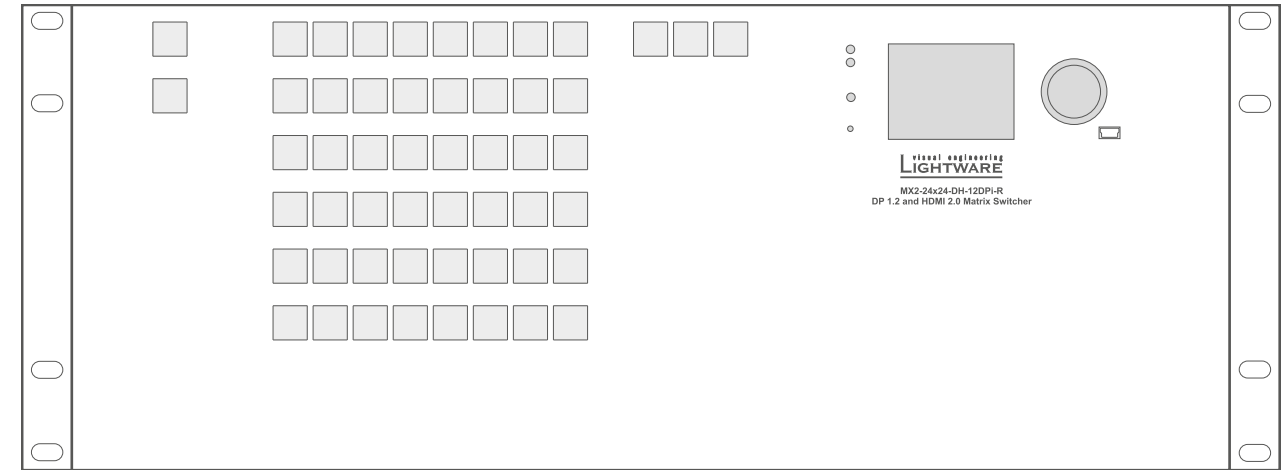 visual engineering
LIGHTWARE
MX2-24x24-DH-12DPi-R
DP 1.2 and HDMI 2.0 Matrix Switcher